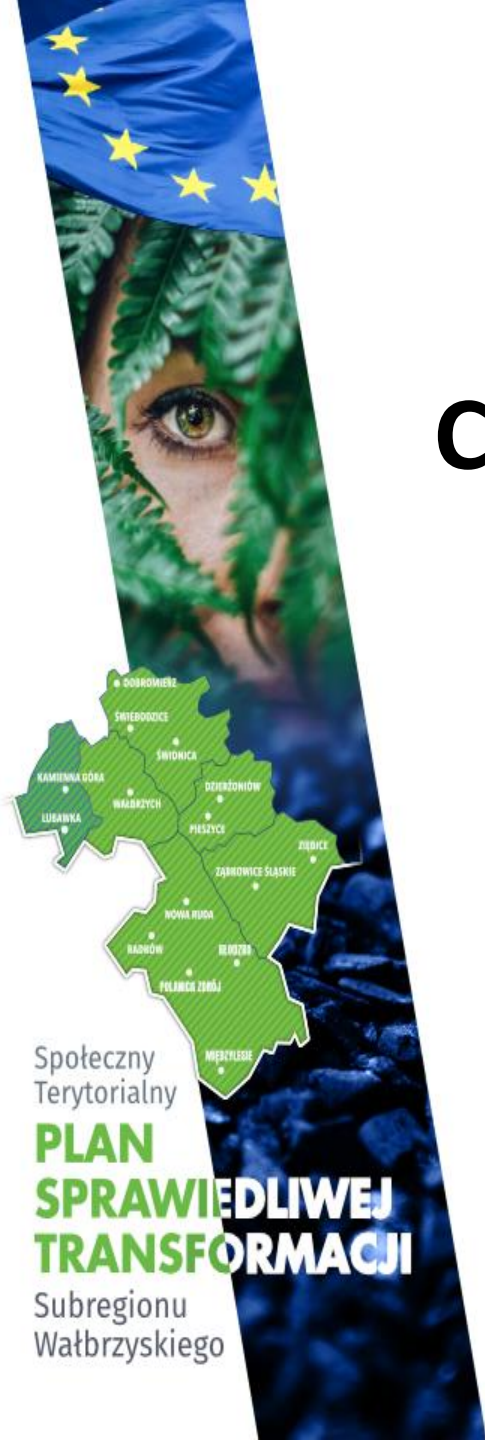 C
DOBROMIERZ
ŚWIEBODZICE
ŚWIDNICA
KAMIENNA GÓRA
DZIERŻONIÓW
WAŁBRZYCH
LUBAWKA
PIESZYCE
ZIĘBICE
ZĄBKOWICE ŚLĄSKIE
NOWA RUDA
RADKÓW
KŁODZKO
POLANICA ZDRÓJ
MIĘDZYLESIE
Społeczny
Terytorialny
PLAN
SPRAWIEDLIWEJ
TRANSFORMACJI
Subregionu
Wałbrzyskiego